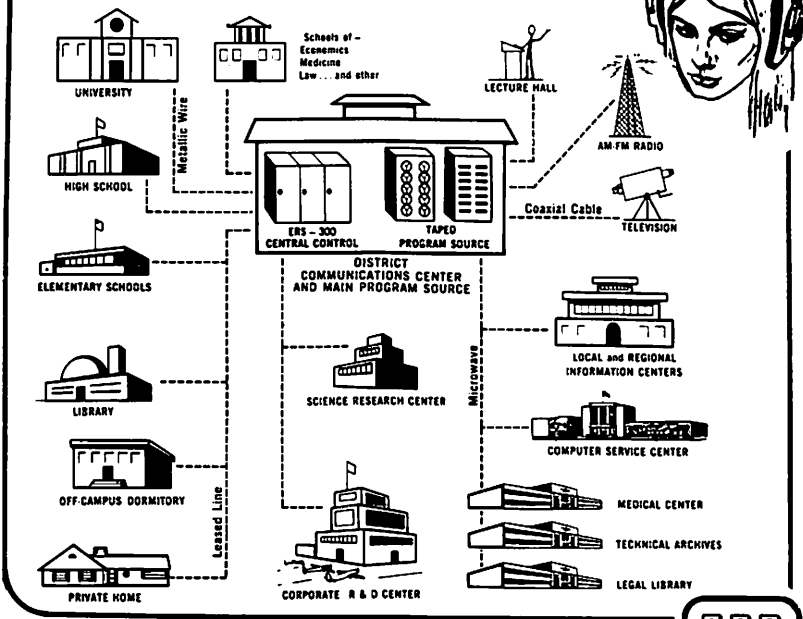 UNIVERSITY
Schools of –
Economics
Medicine
Law . . . and other
LECTURE HALL
Metallic Wire
HIGH SCHOOL
AM-FM RADIO
ERS – 300
CENTRAL CONTROL
TAPED
PROGRAM SOURCE
Coaxial Cable
TELEVISION
DISTRICT
COMMUNICATIONS CENTER
AND MAIN PROGRAM SOURCE
ELEMENTARY SCHOOLS
LIBRARY
OFF-CAMPUS DORMITORY
Leased Line
PRIVATE HOME
SCIENCE RESEARCH CENTER
CORPORATE R & D CENTER
Microwave
LOCAL and REGIONAL
INFORMATION CENTERS
COMPUTER SERVICE CENTER
MEDICAL CENTER
TECHNICAL ARCHIVES
LEGAL LIBRARY